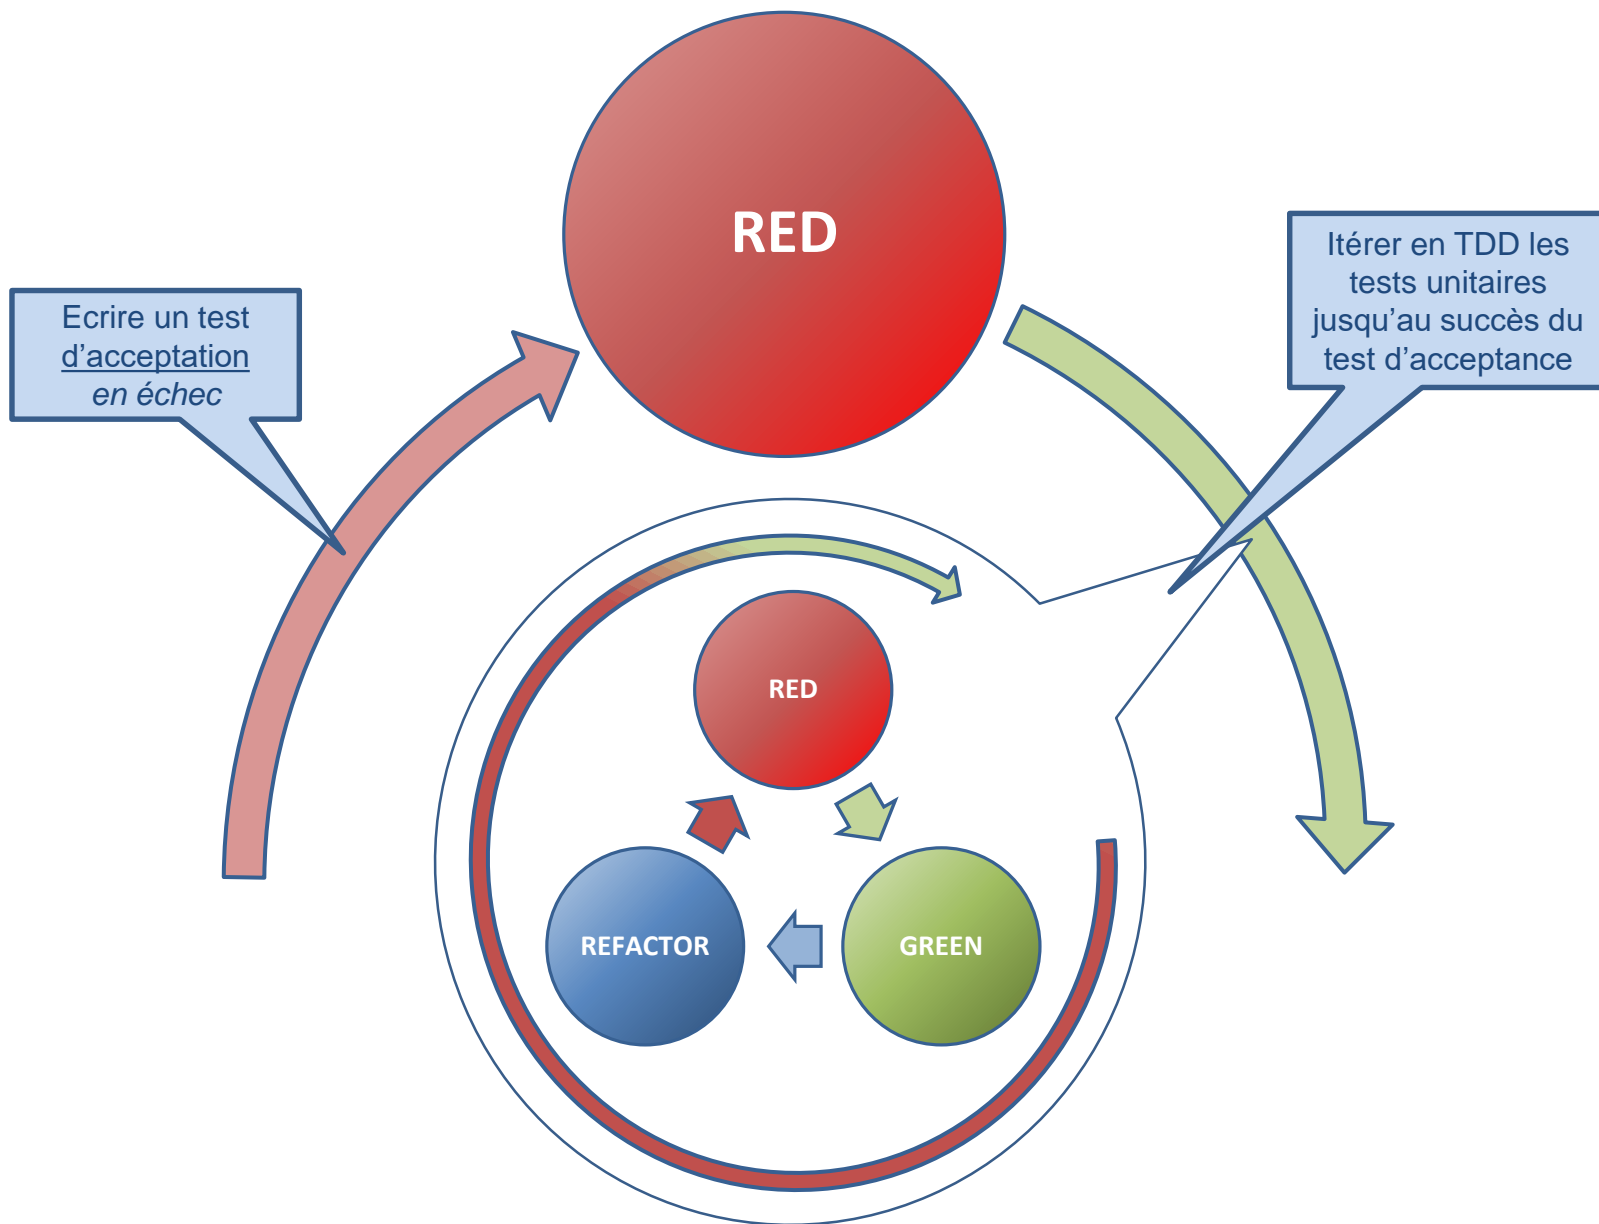 RED
Ecrire un test
d’acceptation
en échec
Itérer en TDD les
tests unitaires
jusqu’au succès du
test d’acceptance
RED
REFACTOR
GREEN